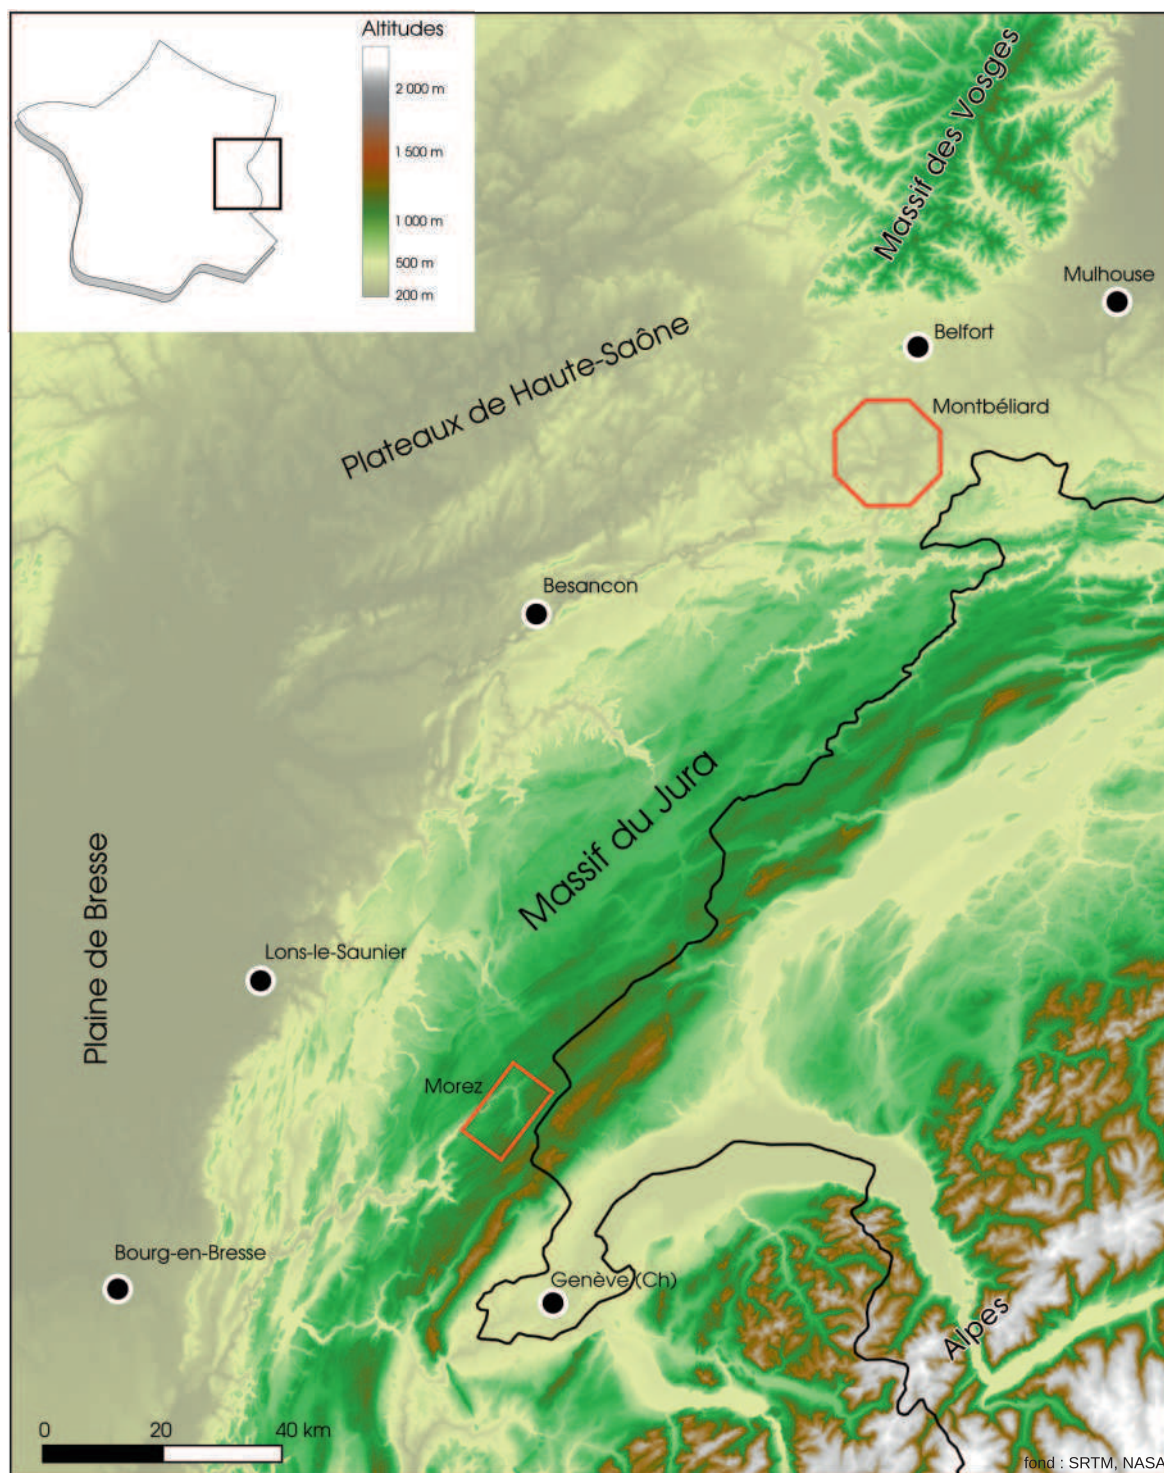 Altitudes
2 000 m
1 500 m
1 000 m
500 m
200 m
Massif des Vosges
Mulhouse
Belfort
Plateaux de Haute-Saône
Montbéliard
Besancon
Massif du Jura
Plaine de Bresse
Lons-le-Saunier
Morez
Bourg-en-Bresse
Genève (Ch)
Alpes
0 20 40 km
fond : SRTM, NASA